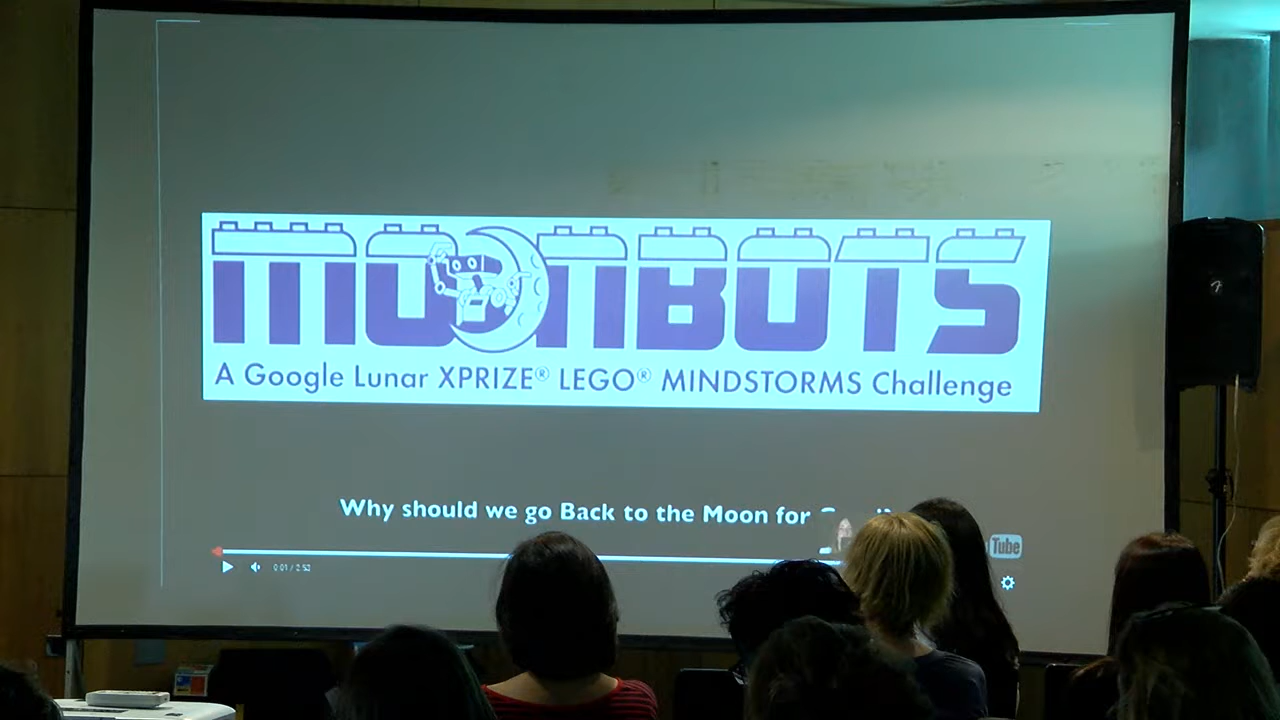 MOONBOTS
A Google Lunar XPRIZE® LEGO® MINDSTORMS Challenge
Why should we go Back to the Moon for
Tube
0:01 / 2:52